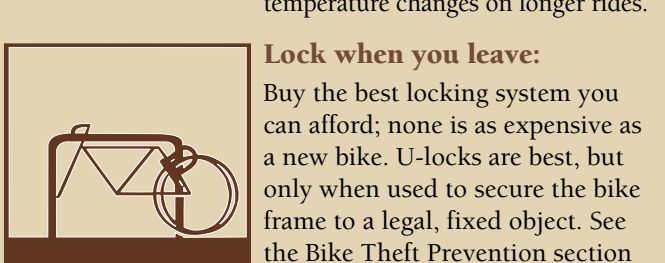 temperature changes on longer rides.
Lock when you leave:
Buy the best locking system you
can afford; none is as expensive as
a new bike. U-locks are best, but
only when used to secure the bike
frame to a legal, fixed object. See
the Bike Theft Prevention section